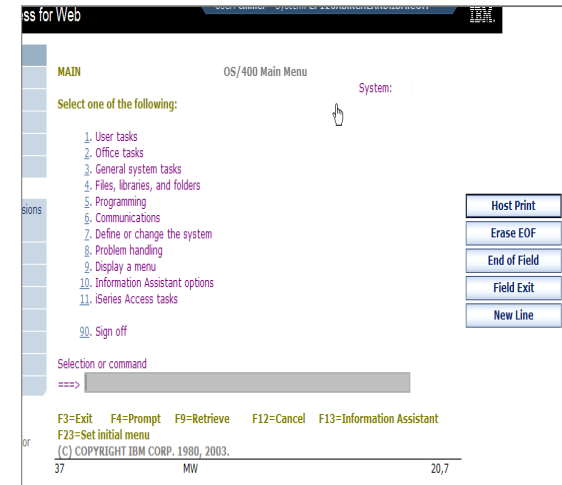 ss for Web
IBM.
MAIN OS/400 Main Menu
System:
Select one of the following:
1. User tasks
2. Office tasks
3. General system tasks
4. Files, libraries, and folders
5. Programming
6. Communications
7. Define or change the system
8. Problem handling
9. Display a menu
10. Information Assistant options
11. iSeries Access tasks
90. Sign off
Selection or command
===>
F3=Exit F4=Prompt F9=Retrieve F12=Cancel F13=Information Assistant
F23=Set initial menu
(C) COPYRIGHT IBM CORP. 1980, 2003.
37 MW 20,7
sions
or
Host Print
Erase EOF
End of Field
Field Exit
New Line